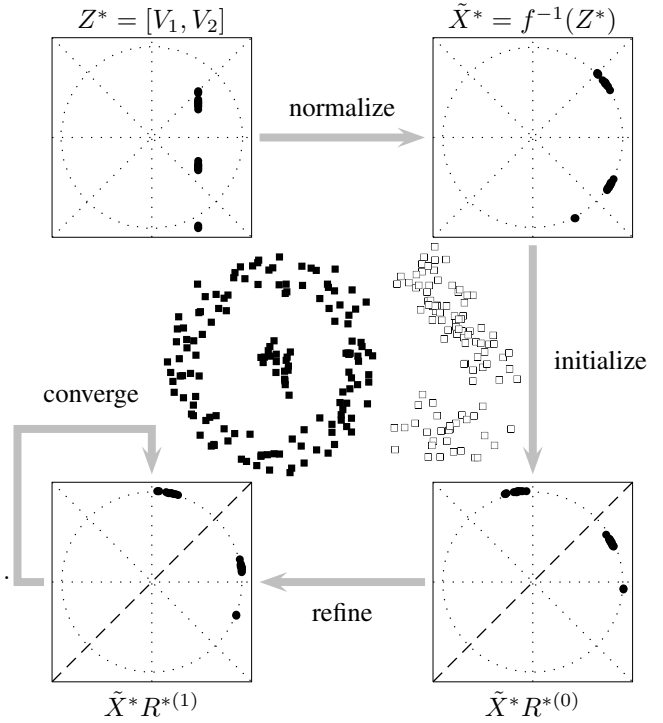 Z* = [V₁, V₂]
X̃* = f⁻¹(Z*)
normalize
initialize
converge
refine
X̃*R*⁽¹⁾
X̃*R*⁽⁰⁾